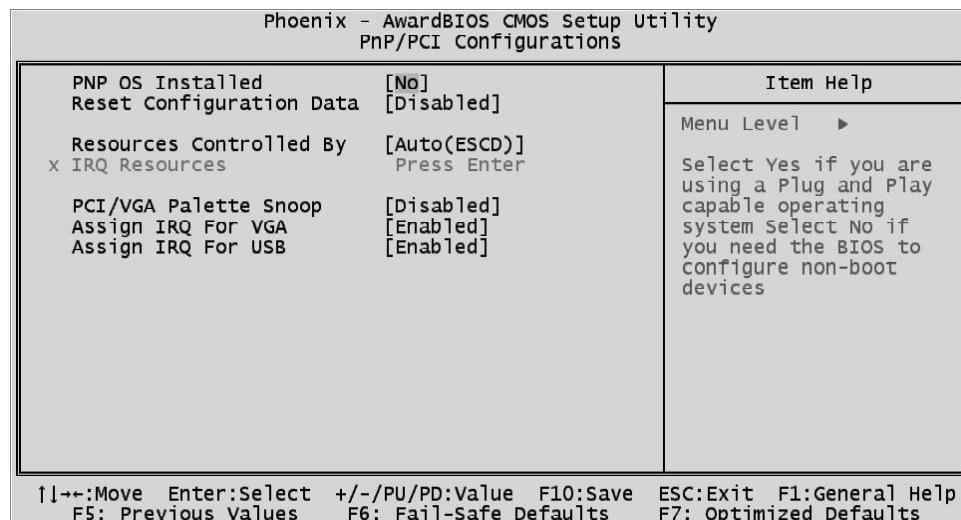 Phoenix - AwardBIOS CMOS Setup Utility
PnP/PCI Configurations
PNP OS Installed [No]
Reset Configuration Data [Disabled]
Resources Controlled By [Auto(ESCD)]
x IRQ Resources Press Enter
PCI/VGA Palette Snoop [Disabled]
Assign IRQ For VGA [Enabled]
Assign IRQ For USB [Enabled]
Item Help
Menu Level ▶
Select Yes if you are
using a Plug and Play
capable operating
system Select No if
you need the BIOS to
configure non-boot
devices
↑↓→←:Move Enter:Select +/-/PU/PD:Value F10:Save ESC:Exit F1:General Help
F5: Previous Values F6: Fail-Safe Defaults F7: Optimized Defaults